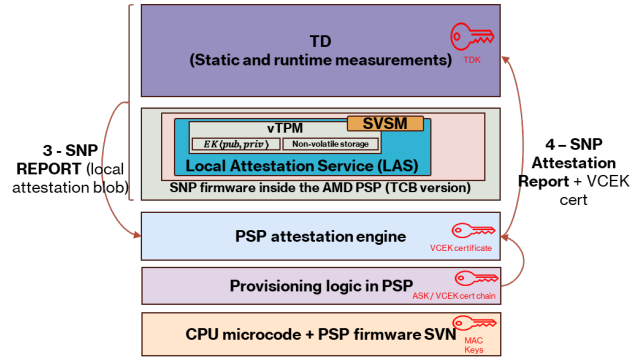 TD
(Static and runtime measurements)
TDK
3 - SNP
REPORT (local
attestation blob)
SVSM
vTPM
EK⟨pub, priv⟩
Non-volatile storage
Local Attestation Service (LAS)
SNP firmware inside the AMD PSP (TCB version)
4 – SNP
Attestation
Report + VCEK
cert
PSP attestation engine
VCEK certificate
Provisioning logic in PSP
ASK / VCEK cert chain
CPU microcode + PSP firmware SVN
MAC
Keys